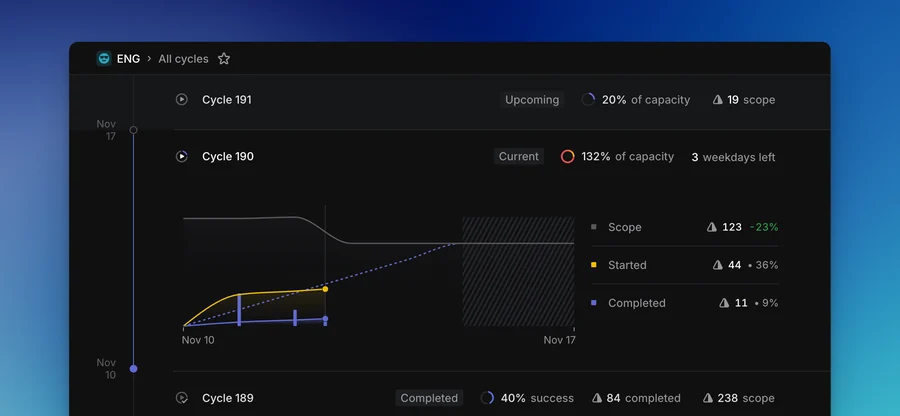 ENG › All cycles
Cycle 191 Upcoming 20% of capacity 19 scope
Nov
17
Cycle 190 Current 132% of capacity 3 weekdays left
Scope 123 -23%
Started 44 • 36%
Completed 11 • 9%
Nov 10 Nov 17
Nov
10
Cycle 189 Completed 40% success 84 completed 238 scope